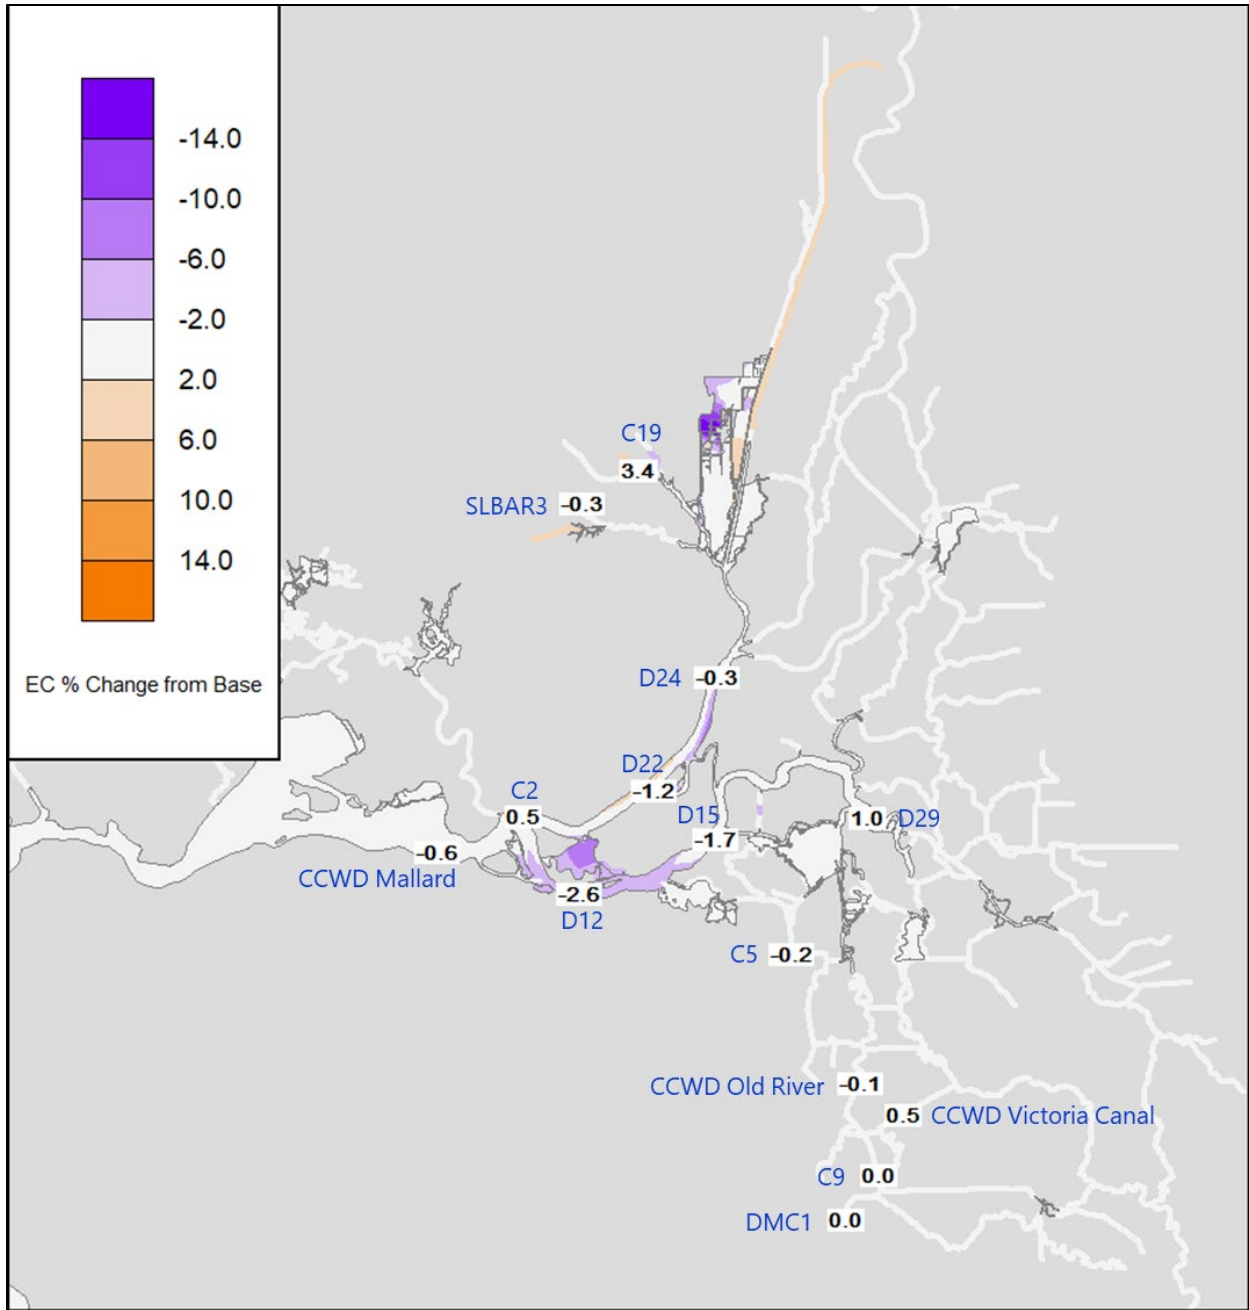 -14.0
-10.0
-6.0
-2.0
2.0
6.0
10.0
14.0
EC % Change from Base
C19
3.4
SLBAR3 -0.3
D24 -0.3
D22
-1.2
C2
0.5
D15
-1.7
1.0 D29
-0.6
CCWD Mallard
-2.6
D12
C5 -0.2
CCWD Old River -0.1
0.5 CCWD Victoria Canal
C9 0.0
DMC1 0.0